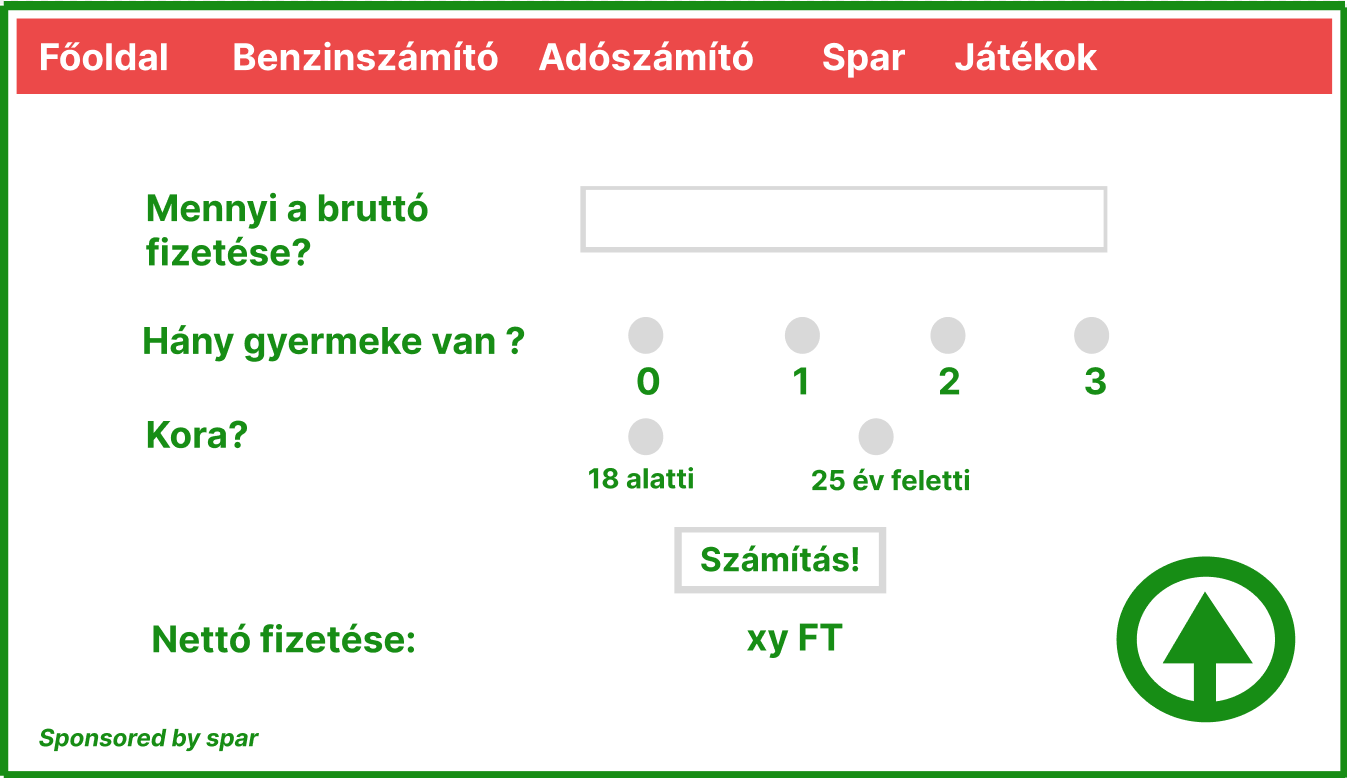 Főoldal Benzinszámító Adószámító Spar Játékok
Mennyi a bruttó
fizetése?
Hány gyermeke van ?
0 1 2 3
Kora?
18 alatti 25 év feletti
Számítás!
Nettó fizetése: xy FT
Sponsored by spar